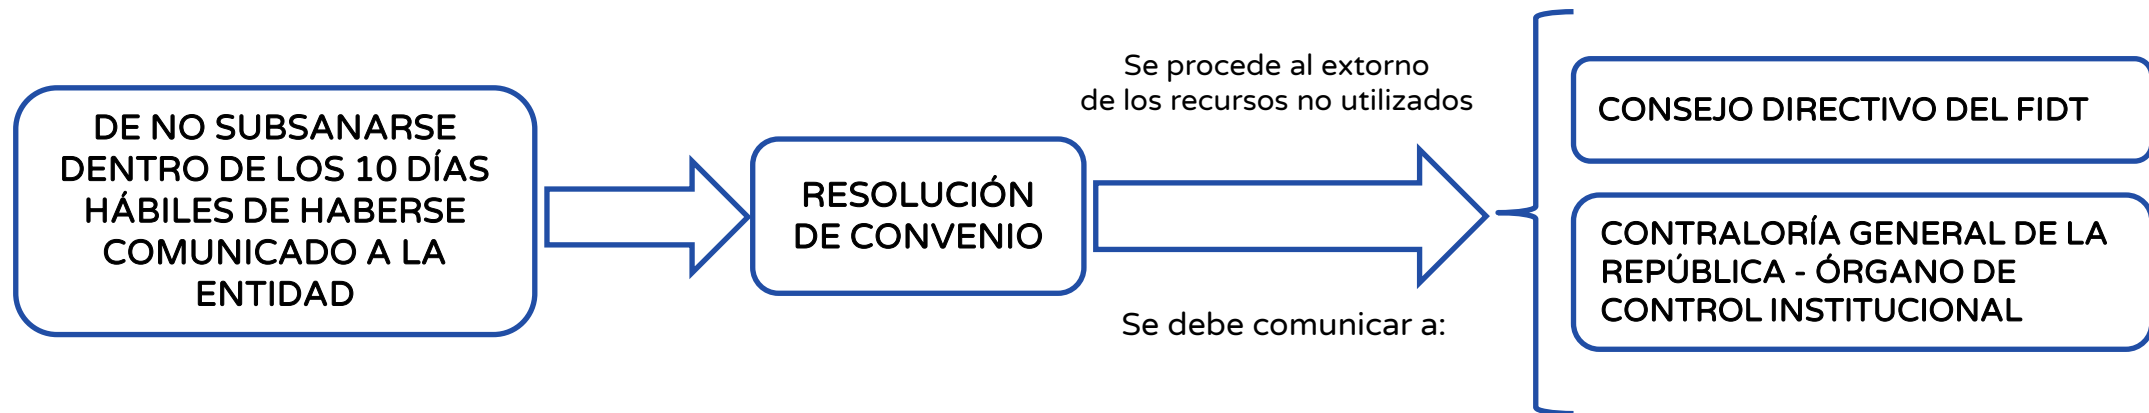 DE NO SUBSANARSE
DENTRO DE LOS 10 DÍAS
HÁBILES DE HABERSE
COMUNICADO A LA
ENTIDAD
RESOLUCIÓN
DE CONVENIO
Se procede al extorno
de los recursos no utilizados
Se debe comunicar a:
CONSEJO DIRECTIVO DEL FIDT
CONTRALORÍA GENERAL DE LA
REPÚBLICA - ÓRGANO DE
CONTROL INSTITUCIONAL